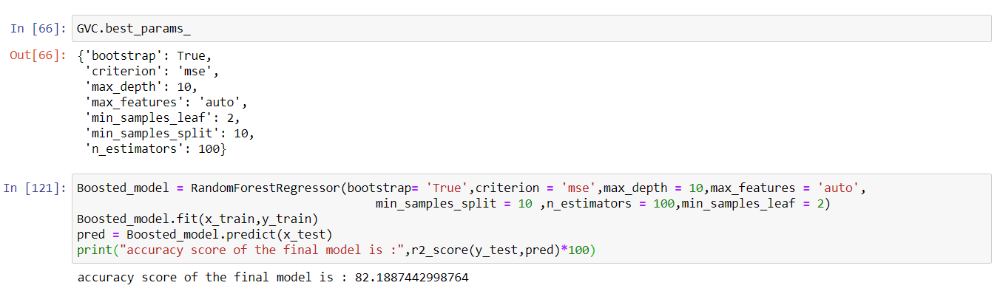 In [66]: GVC.best_params_
Out[66]: {'bootstrap': True,
'criterion': 'mse',
'max_depth': 10,
'max_features': 'auto',
'min_samples_leaf': 2,
'min_samples_split': 10,
'n_estimators': 100}
In [121]: Boosted_model = RandomForestRegressor(bootstrap= 'True',criterion = 'mse',max_depth = 10,max_features = 'auto',
min_samples_split = 10 ,n_estimators = 100,min_samples_leaf = 2)
Boosted_model.fit(x_train,y_train)
pred = Boosted_model.predict(x_test)
print("accuracy score of the final model is :",r2_score(y_test,pred)*100)
accuracy score of the final model is : 82.1887442998764